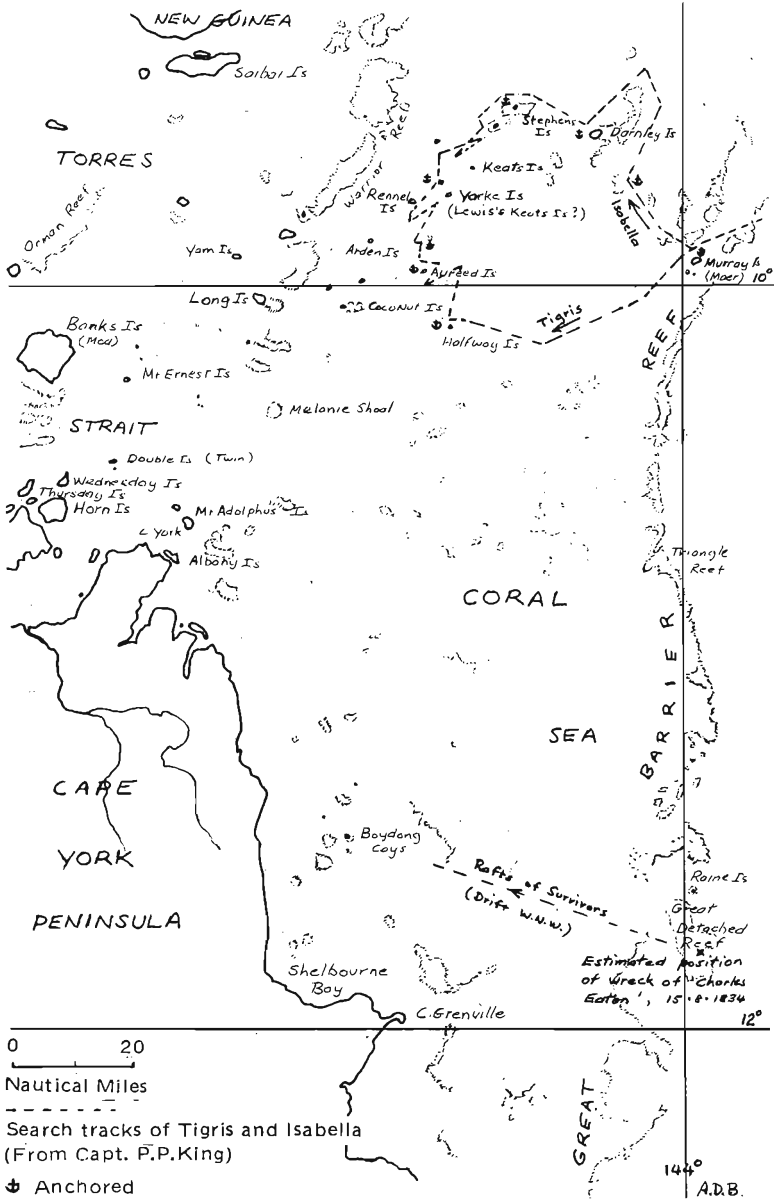 NEW GUINEA
Saibai Is
TORRES
Warrior Reef
Stephens
Is
Darnley Is
Keats Is
Orman Reef
Rennel
Is
Yorke Is
(Lewis's Keats Is?)
Isabella
Yam Is
Arden Is
Aureed Is
Murray Is
(Maer)
10°
Long Is
Coconut Is
Tigris
Halfway Is
Banks Is
(Moa)
REEF
Mt Ernest Is
Melanie Shoal
STRAIT
Double Is (Twin)
Wednesday Is
Thursday Is
Horn Is
Mt Adolphus Is
C York
Albany Is
Triangle
Reef
CORAL
BARRIER
SEA
CAPE
YORK
PENINSULA
Boydong
Cays
Rafts of Survivors
(Drift W.N.W.)
Raine Is
Great
Detached
Reef
Estimated position
of wreck of 'Charles
Eaton', 15·8·1834
Shelbourne
Bay
C.Grenville
12°
0 20
Nautical Miles
Search tracks of Tigris and Isabella
(From Capt. P.P.King)
Anchored
GREAT
144°
A.D.B.